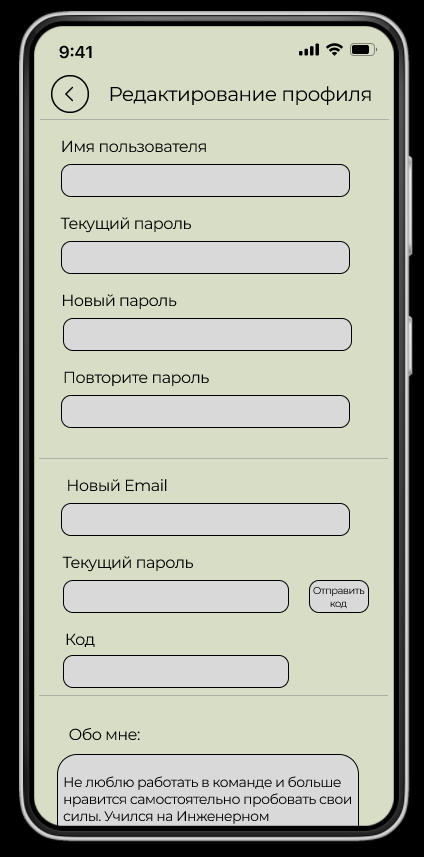 9:41
Редактирование профиля
Имя пользователя
Текущий пароль
Новый пароль
Повторите пароль
Новый Email
Текущий пароль
Отправить
код
Код
Обо мне:
Не люблю работать в команде и больше
нравится самостоятельно пробовать свои
силы. Учился на Инженерном